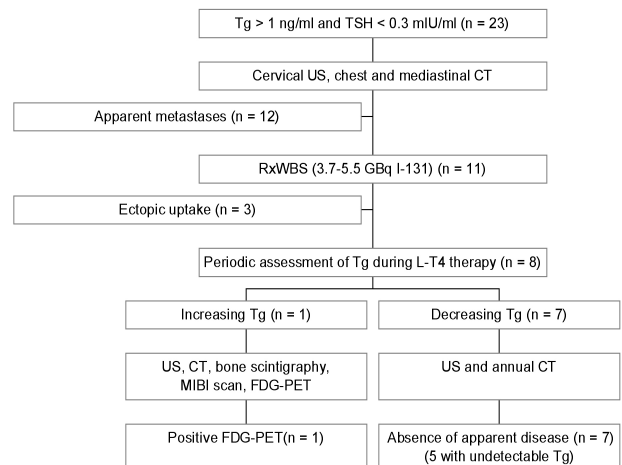 Tg > 1 ng/ml and TSH < 0.3 mIU/ml (n = 23)
Cervical US, chest and mediastinal CT
Apparent metastases (n = 12)
RxWBS (3.7-5.5 GBq I-131) (n = 11)
Ectopic uptake (n = 3)
Periodic assessment of Tg during L-T4 therapy (n = 8)
Increasing Tg (n = 1)
Decreasing Tg (n = 7)
US, CT, bone scintigraphy,
MIBI scan, FDG-PET
US and annual CT
Positive FDG-PET(n = 1)
Absence of apparent disease (n = 7)
(5 with undetectable Tg)